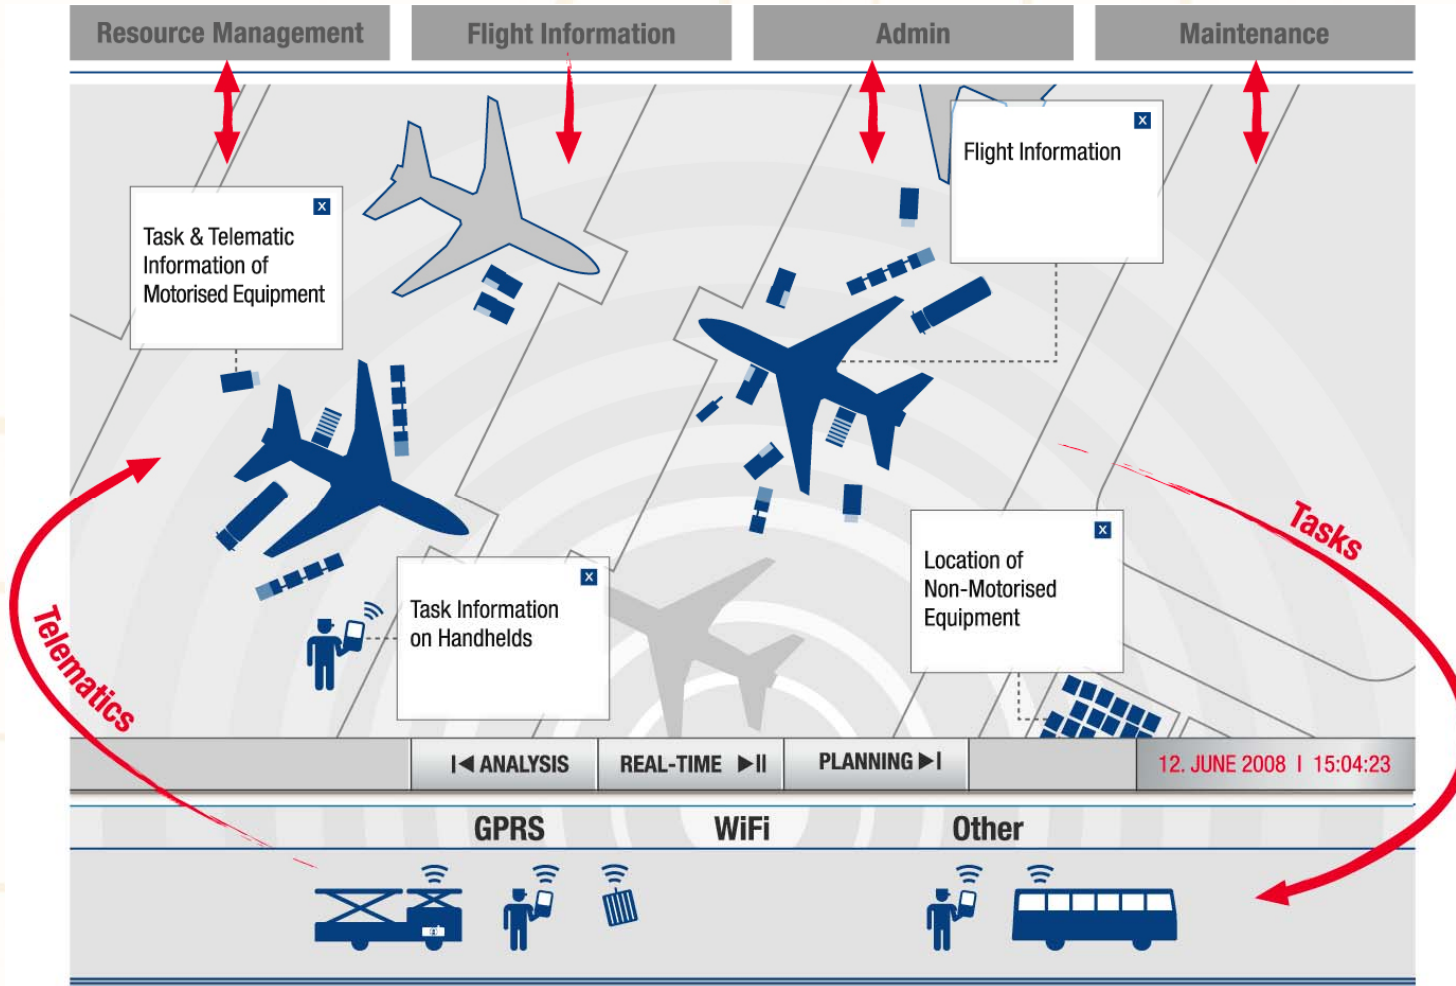 Resource Management
Flight Information
Admin
Maintenance
X
Flight Information
X
Task & Telematic
Information of
Motorised Equipment
X
Task Information
on Handhelds
X
Location of
Non-Motorised
Equipment
Tasks
Telematics
I◀ ANALYSIS
REAL-TIME ▶II
PLANNING ▶I
12. JUNE 2008 I 15:04:23
GPRS
WiFi
Other